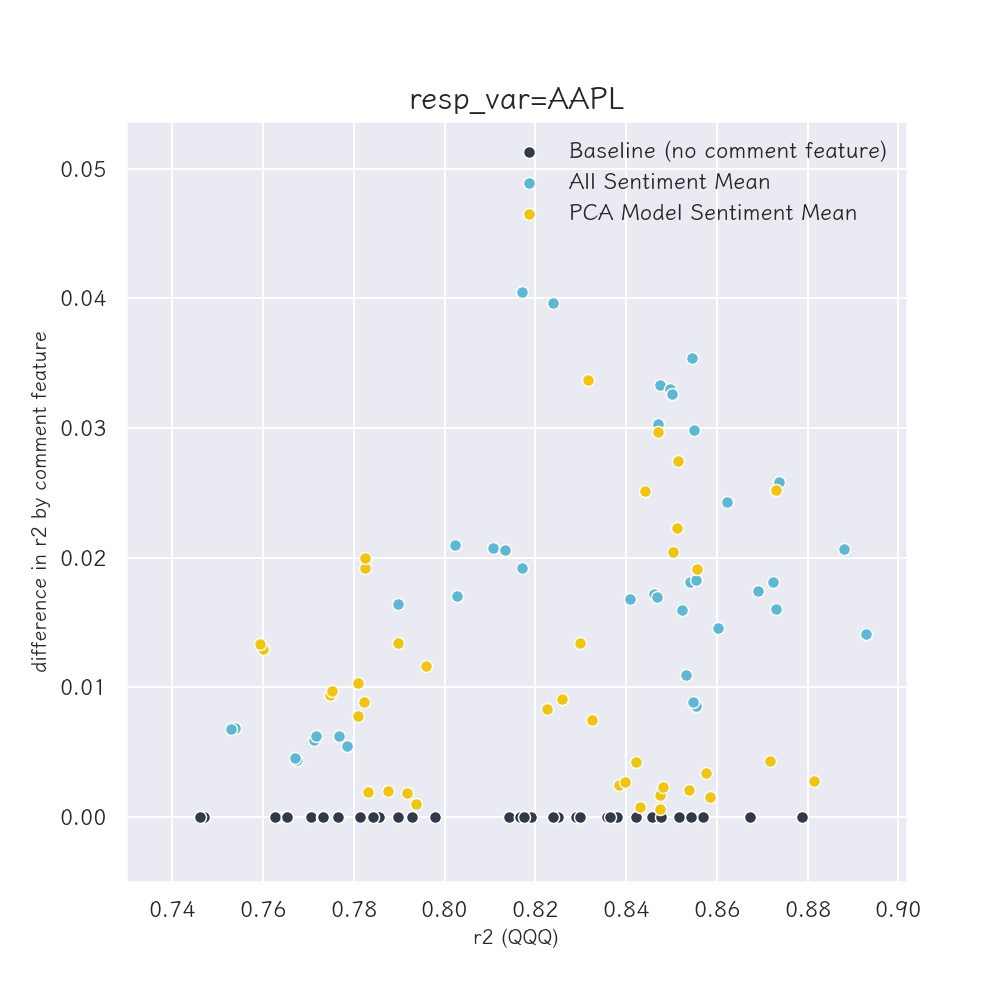 resp_var=AAPL
Baseline (no comment feature)
All Sentiment Mean
PCA Model Sentiment Mean
0.05
0.04
0.03
0.02
0.01
0.00
difference in r2 by comment feature
0.74 0.76 0.78 0.80 0.82 0.84 0.86 0.88 0.90
r2 (QQQ)